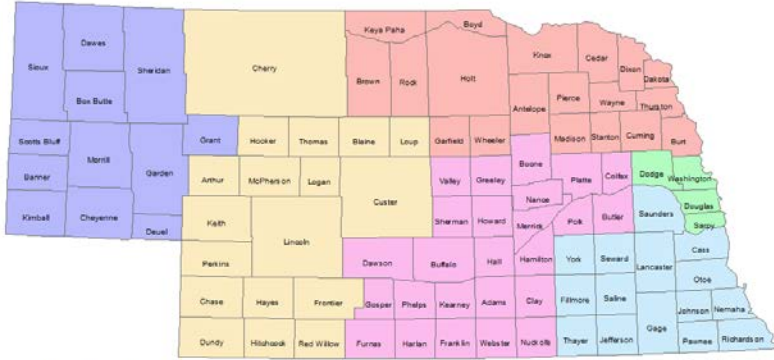 Keya Paha
Boyd
Dawes
Sioux
Sheridan
Cherry
Knox
Cedar
Dixon
Dakota
Box Butte
Brown
Rock
Holt
Antelope
Pierce
Wayne
Thurston
Scotts Bluff
Grant
Hooker
Thomas
Blaine
Loup
Garfield
Wheeler
Madison
Stanton
Cuming
Burt
Morrill
Garden
Banner
Arthur
McPherson
Logan
Valley
Greeley
Boone
Platte
Colfax
Dodge
Washington
Nance
Custer
Kimball
Cheyenne
Deuel
Keith
Lincoln
Sherman
Howard
Merrick
Polk
Butler
Saunders
Douglas
Sarpy
Perkins
Dawson
Buffalo
Hall
Hamilton
York
Seward
Lancaster
Cass
Otoe
Chase
Hayes
Frontier
Gosper
Phelps
Kearney
Adams
Clay
Fillmore
Saline
Johnson
Nemaha
Dundy
Hitchcock
Red Willow
Furnas
Harlan
Franklin
Webster
Nuckolls
Thayer
Jefferson
Gage
Pawnee
Richardson